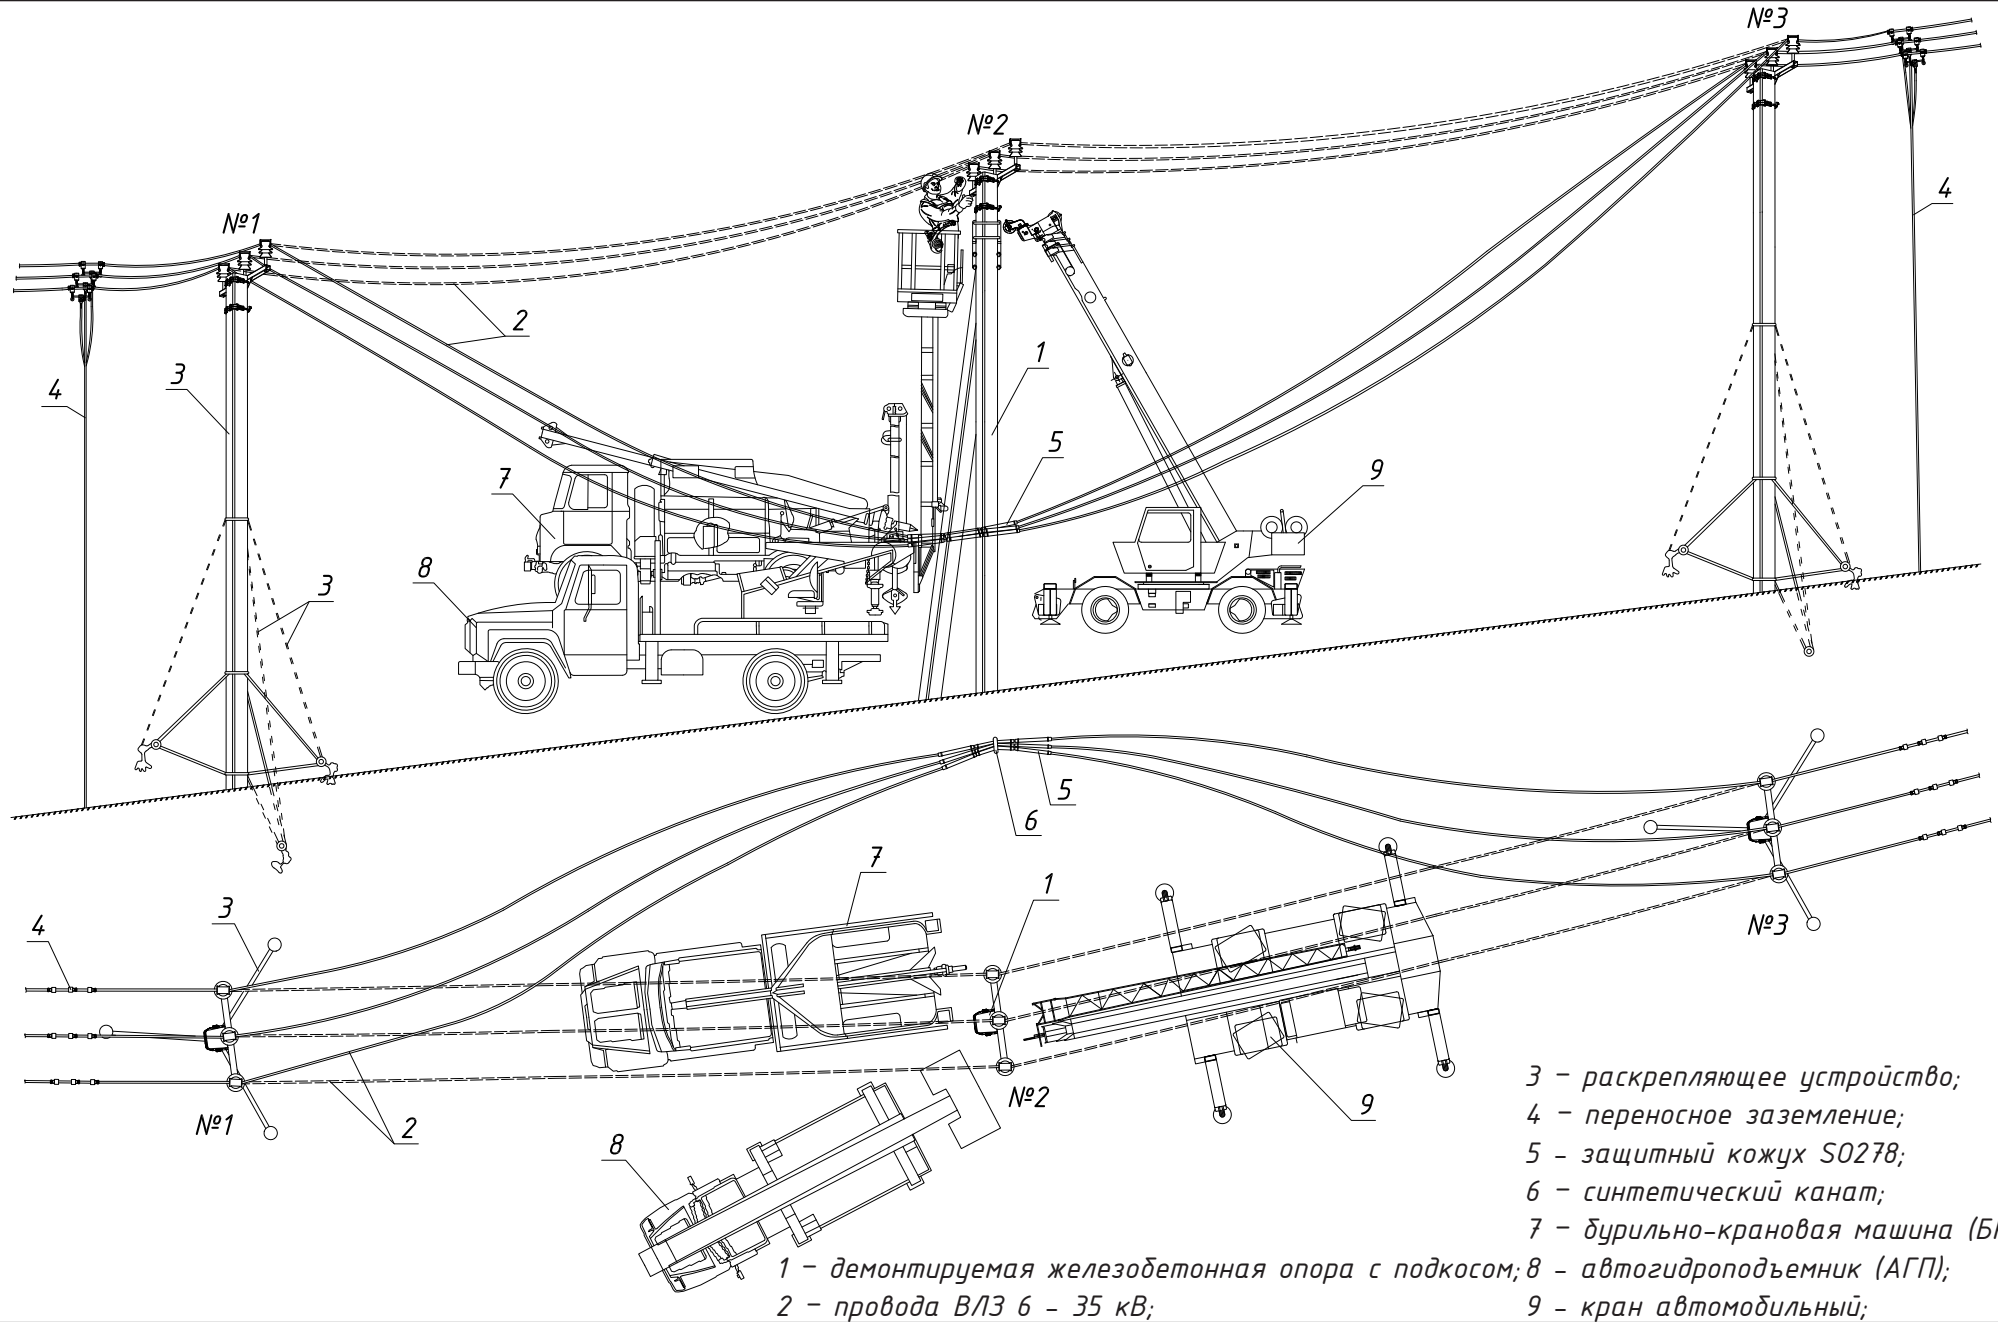 №3
№2
4
№1
2
1
3
4
5
7
9
8
3
5
6
7
1
3
4
№3
№2
№1
2
9
8
3 – раскрепляющее устройство;
4 – переносное заземление;
5 – защитный кожух SO278;
6 – синтетический канат;
7 – бурильно-крановая машина
1 – демонтируемая железобетонная опора с подкосом;
8 – автогидроподъемник (АГП);
2 – провода ВЛЗ 6 – 35 кВ;
9 – кран автомобильный;